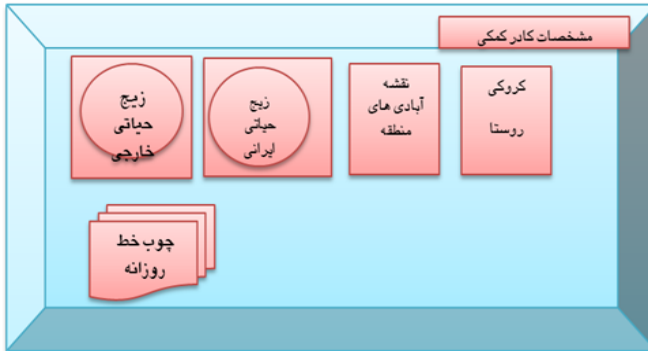 مشخصات کادر کمکی
کروکی
روستا
نقشه
آبادی های
منطقه
زیج
حیاتی
ایرانی
زیج
حیاتی
خارجی
چوب خط
روزانه